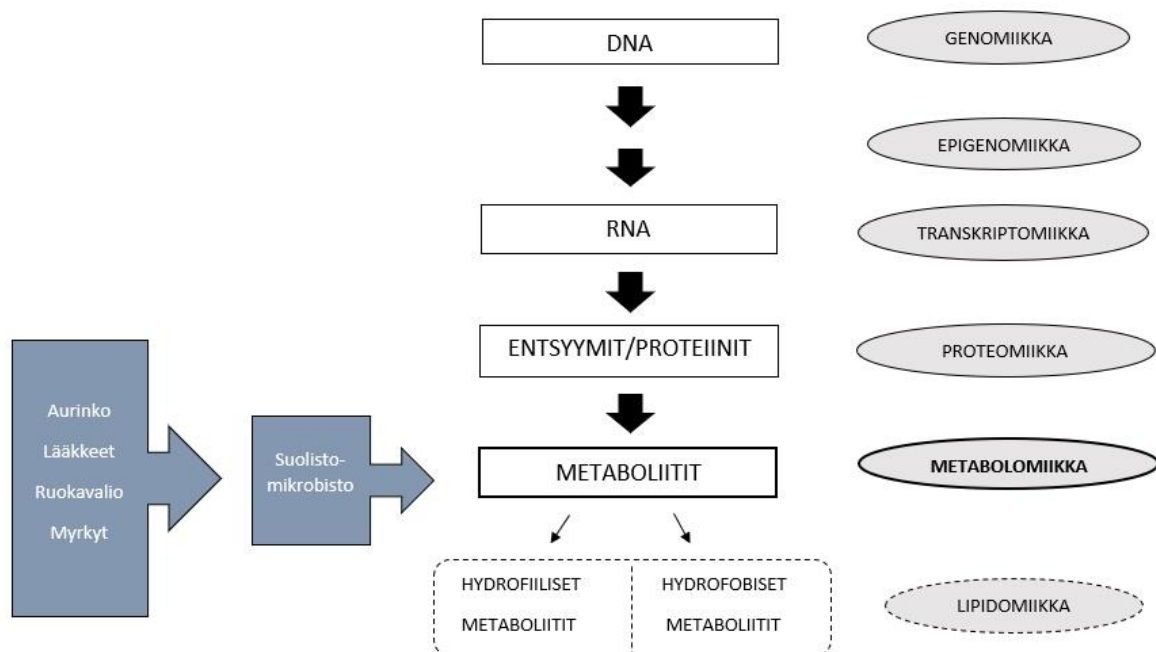 DNA
GENOMIIKKA
EPIGENOMIIKKA
RNA
TRANSKRIPTOMIIKKA
ENTSYYMIT/PROTEIINIT
PROTEOMIIKKA
Aurinko
Lääkkeet
Ruokavalio
Myrkyt
Suolisto-
mikrobisto
METABOLIITIT
METABOLOMIIKKA
HYDROFIILISET
METABOLIITIT
HYDROFOBISET
METABOLIITIT
LIPIDOMIIKKA